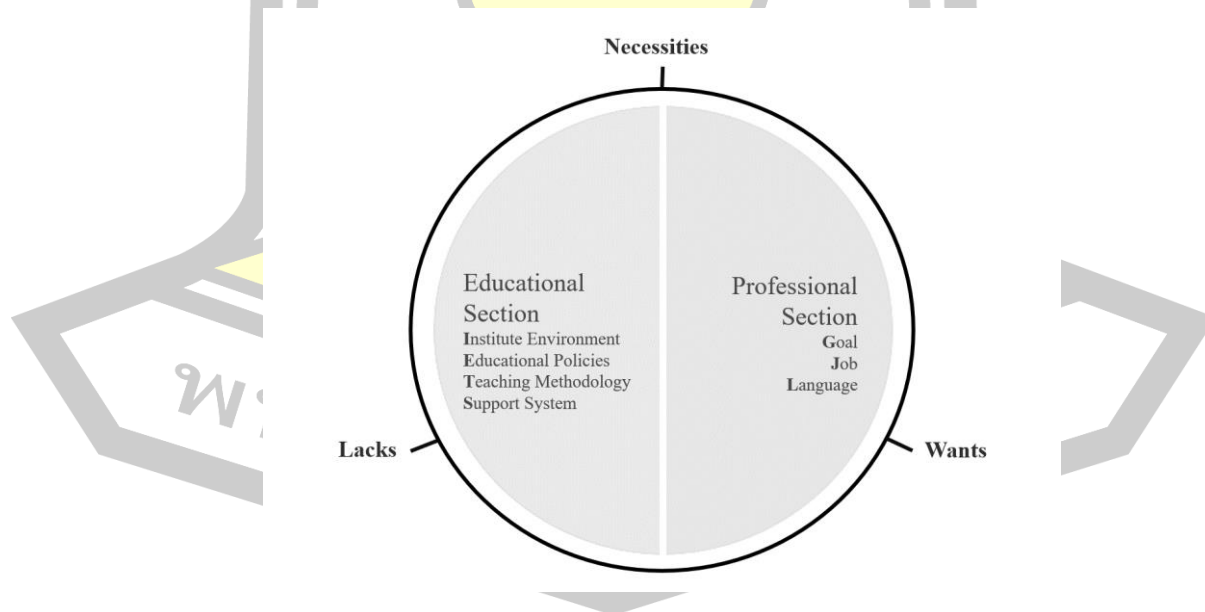 Necessities
Educational
Section
Institute Environment
Educational Policies
Teaching Methodology
Support System
Professional
Section
Goal
Job
Language
Lacks
Wants